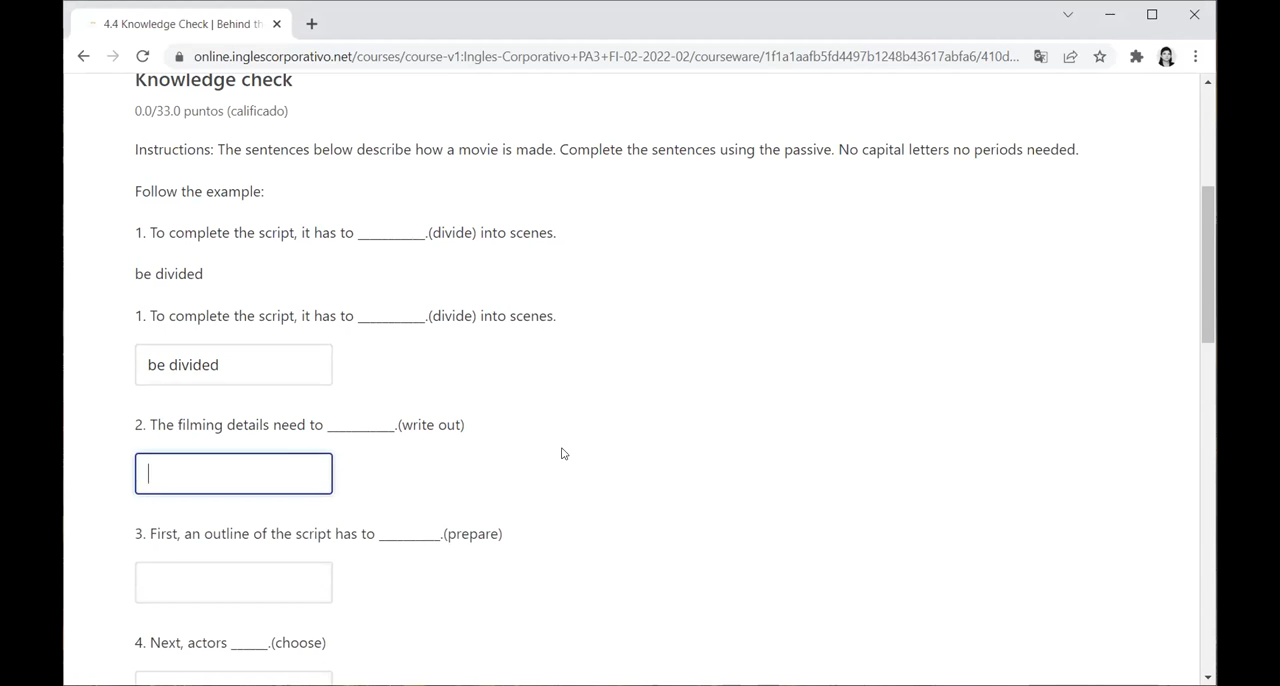 4.4 Knowledge Check | Behind th
online.inglescorporativo.net/courses/course-v1:Ingles-Corporativo+PA3+FI-02-2022-02/courseware/1f1a1aafb5fd4497b1248b43617abfa6/410d...
Knowledge check
0.0/33.0 puntos (calificado)
Instructions: The sentences below describe how a movie is made. Complete the sentences using the passive. No capital letters no periods needed.
Follow the example:
1. To complete the script, it has to __________.(divide) into scenes.
be divided
1. To complete the script, it has to __________.(divide) into scenes.
be divided
2. The filming details need to __________.(write out)
3. First, an outline of the script has to _________.(prepare)
4. Next, actors _____.(choose)